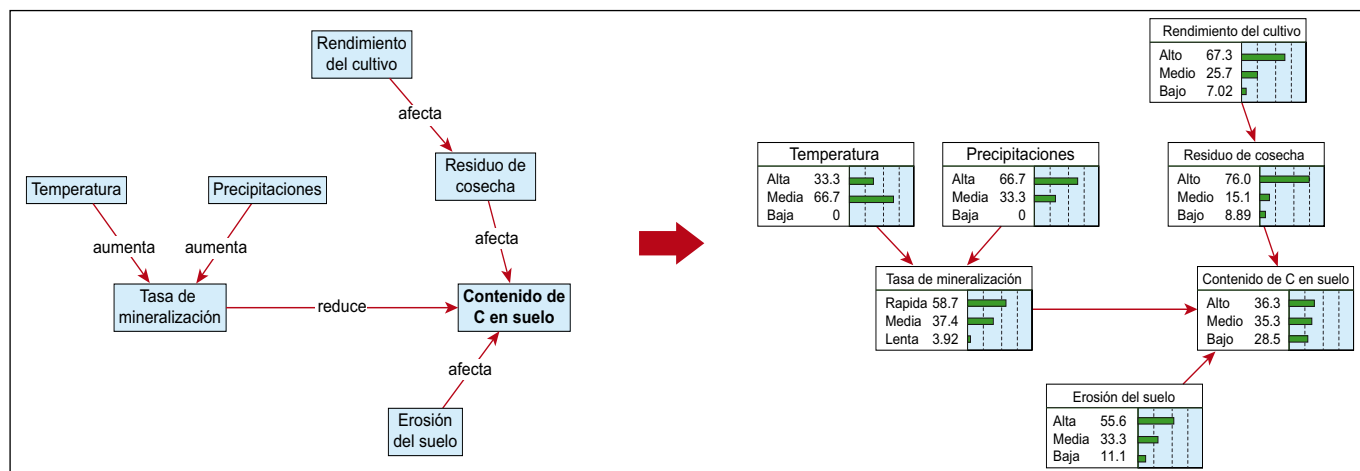 Rendimiento
del cultivo
afecta
Residuo de
cosecha
Temperatura
Precipitaciones
aumenta
aumenta
afecta
Tasa de
mineralización
reduce
Contenido de
C en suelo
afecta
Erosión
del suelo
Rendimiento del cultivo
Alto 67.3
Medio 25.7
Bajo 7.02
Temperatura
Alta 33.3
Media 66.7
Baja 0
Precipitaciones
Alta 66.7
Media 33.3
Baja 0
Residuo de cosecha
Alto 76.0
Medio 15.1
Bajo 8.89
Tasa de mineralización
Rapida 58.7
Media 37.4
Lenta 3.92
Contenido de C en suelo
Alto 36.3
Medio 35.3
Bajo 28.5
Erosión del suelo
Alta 55.6
Media 33.3
Baja 11.1